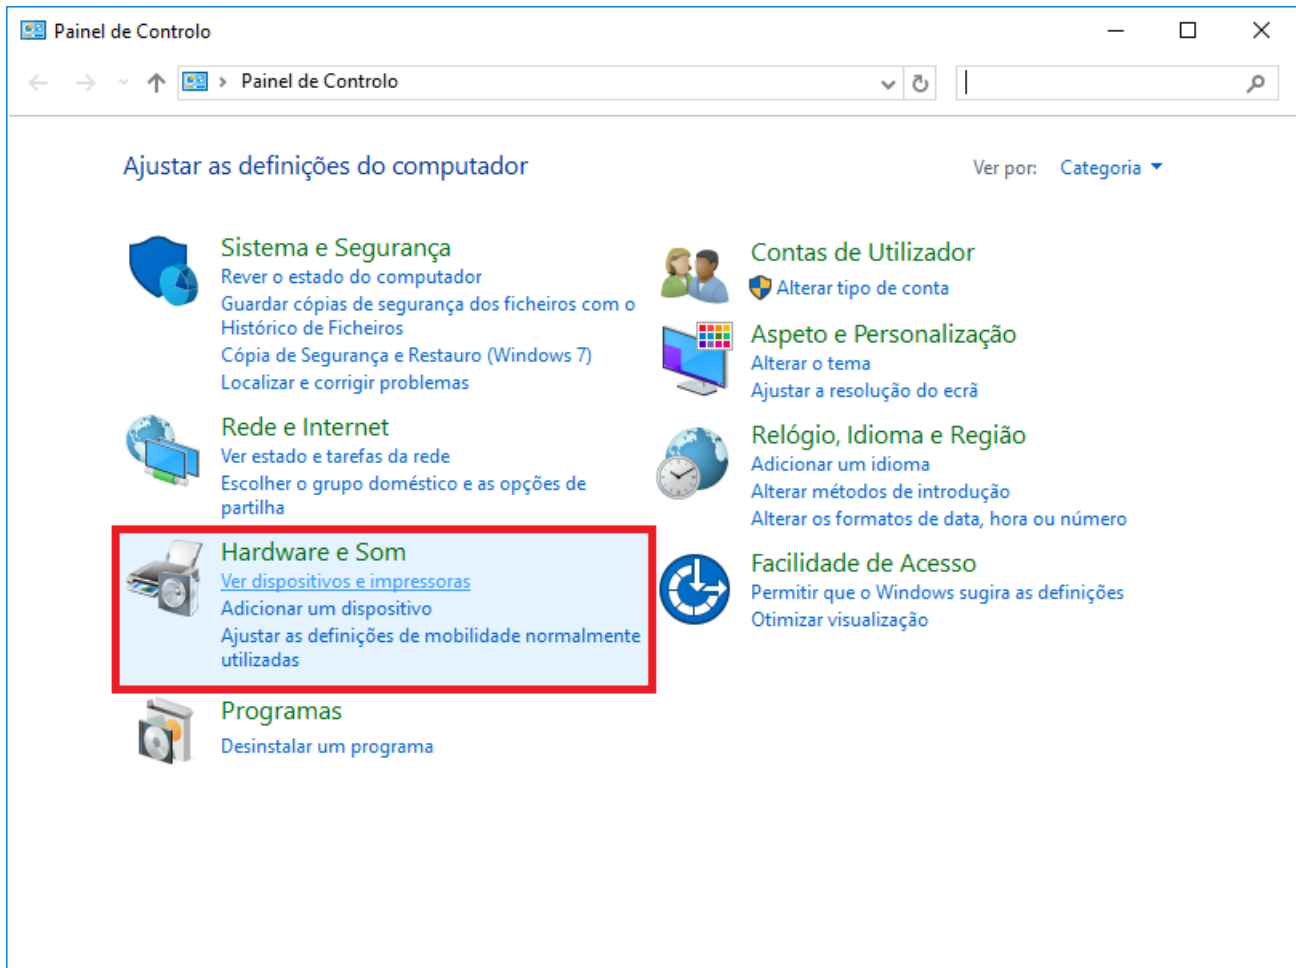 Painel de Controlo
Painel de Controlo
Ajustar as definições do computador
Ver por: Categoria
Sistema e Segurança
Rever o estado do computador
Guardar cópias de segurança dos ficheiros com o
Histórico de Ficheiros
Cópia de Segurança e Restauro (Windows 7)
Localizar e corrigir problemas
Rede e Internet
Ver estado e tarefas da rede
Escolher o grupo doméstico e as opções de
partilha
Hardware e Som
Ver dispositivos e impressoras
Adicionar um dispositivo
Ajustar as definições de mobilidade normalmente
utilizadas
Programas
Desinstalar um programa
Contas de Utilizador
Alterar tipo de conta
Aspeto e Personalização
Alterar o tema
Ajustar a resolução do ecrã
Relógio, Idioma e Região
Adicionar um idioma
Alterar métodos de introdução
Alterar os formatos de data, hora ou número
Facilidade de Acesso
Permitir que o Windows sugira as definições
Otimizar visualização